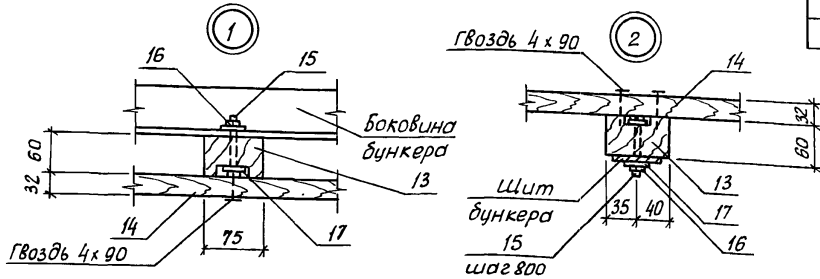 1
16
15
Боковина
бункера
60
32
13
14
17
Гвоздь 4х90
75
2
Гвоздь 4х90
14
32
60
Щит
бункера
13
35
40
17
15
16
шаг 800